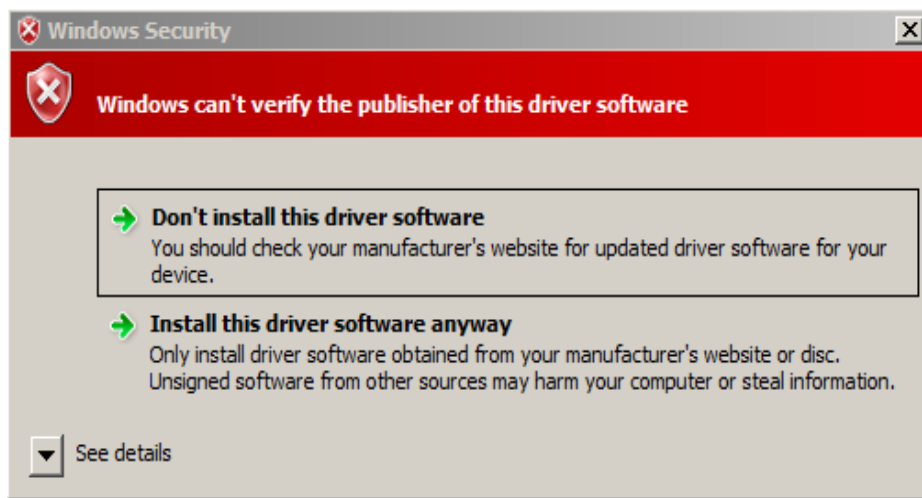 Windows Security
Windows can't verify the publisher of this driver software
Don't install this driver software
You should check your manufacturer's website for updated driver software for your
device.
Install this driver software anyway
Only install driver software obtained from your manufacturer's website or disc.
Unsigned software from other sources may harm your computer or steal information.
See details